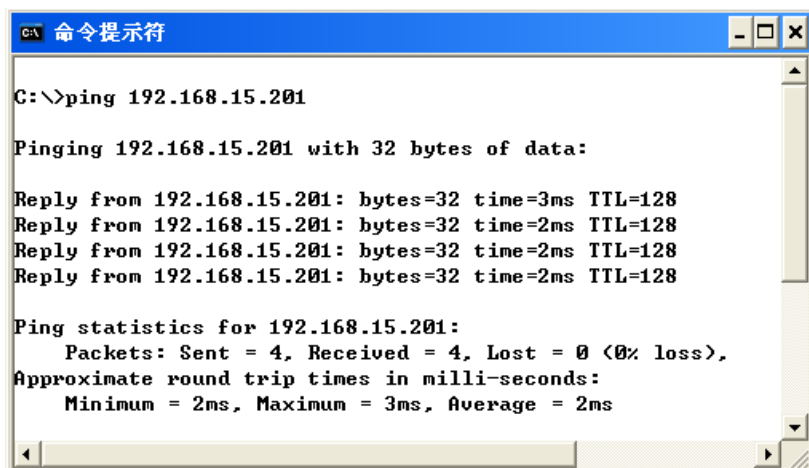 命令提示符
C:\>ping 192.168.15.201
Pinging 192.168.15.201 with 32 bytes of data:
Reply from 192.168.15.201: bytes=32 time=3ms TTL=128
Reply from 192.168.15.201: bytes=32 time=2ms TTL=128
Reply from 192.168.15.201: bytes=32 time=2ms TTL=128
Reply from 192.168.15.201: bytes=32 time=2ms TTL=128
Ping statistics for 192.168.15.201:
Packets: Sent = 4, Received = 4, Lost = 0 (0% loss),
Approximate round trip times in milli-seconds:
Minimum = 2ms, Maximum = 3ms, Average = 2ms